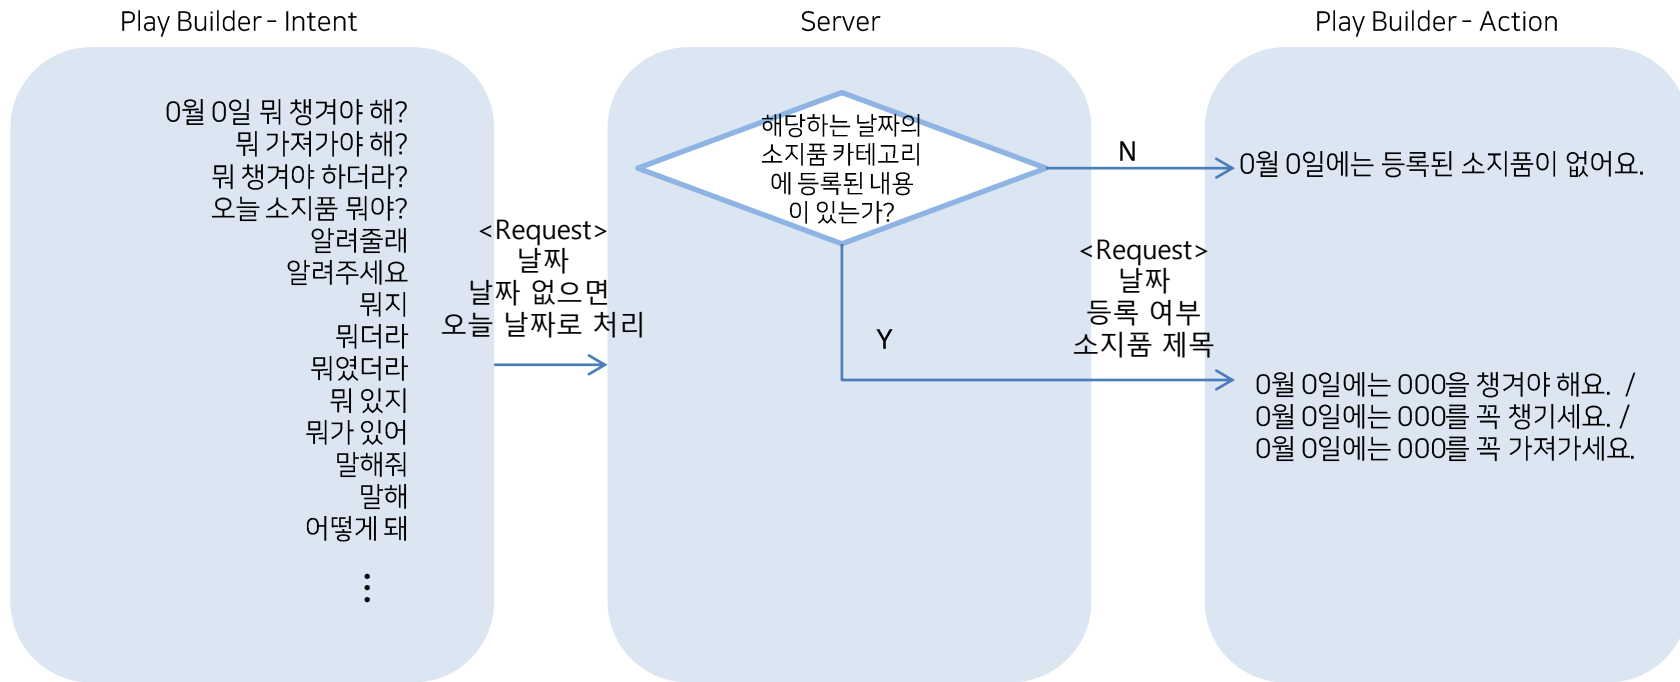 Play Builder - Intent
0월 0일 뭐 챙겨야 해?
뭐 가져가야 해?
뭐 챙겨야 하더라?
오늘 소지품 뭐야?
알려줄래
알려주세요
뭐지
뭐더라
뭐였더라
뭐 있지
뭐가 있어
말해줘
말해
어떻게 돼
⋮
<Request>
날짜
날짜 없으면
오늘 날짜로 처리
Server
해당하는 날짜의
소지품 카테고리
에 등록된 내용
이 있는가?
N
Y
<Request>
날짜
등록 여부
소지품 제목
Play Builder - Action
0월 0일에는 등록된 소지품이 없어요.
0월 0일에는 000을 챙겨야 해요. /
0월 0일에는 000를 꼭 챙기세요. /
0월 0일에는 000를 꼭 가져가세요.